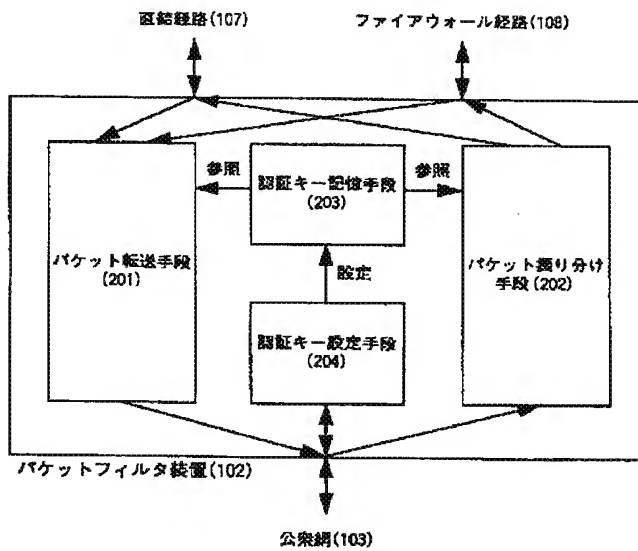 直結経路(107)
ファイアウォール経路(108)
参照
認証キー記憶手段
(203)
参照
パケット転送手段
(201)
パケット振り分け
手段(202)
設定
認証キー設定手段
(204)
パケットフィルタ装置(102)
公衆網(103)